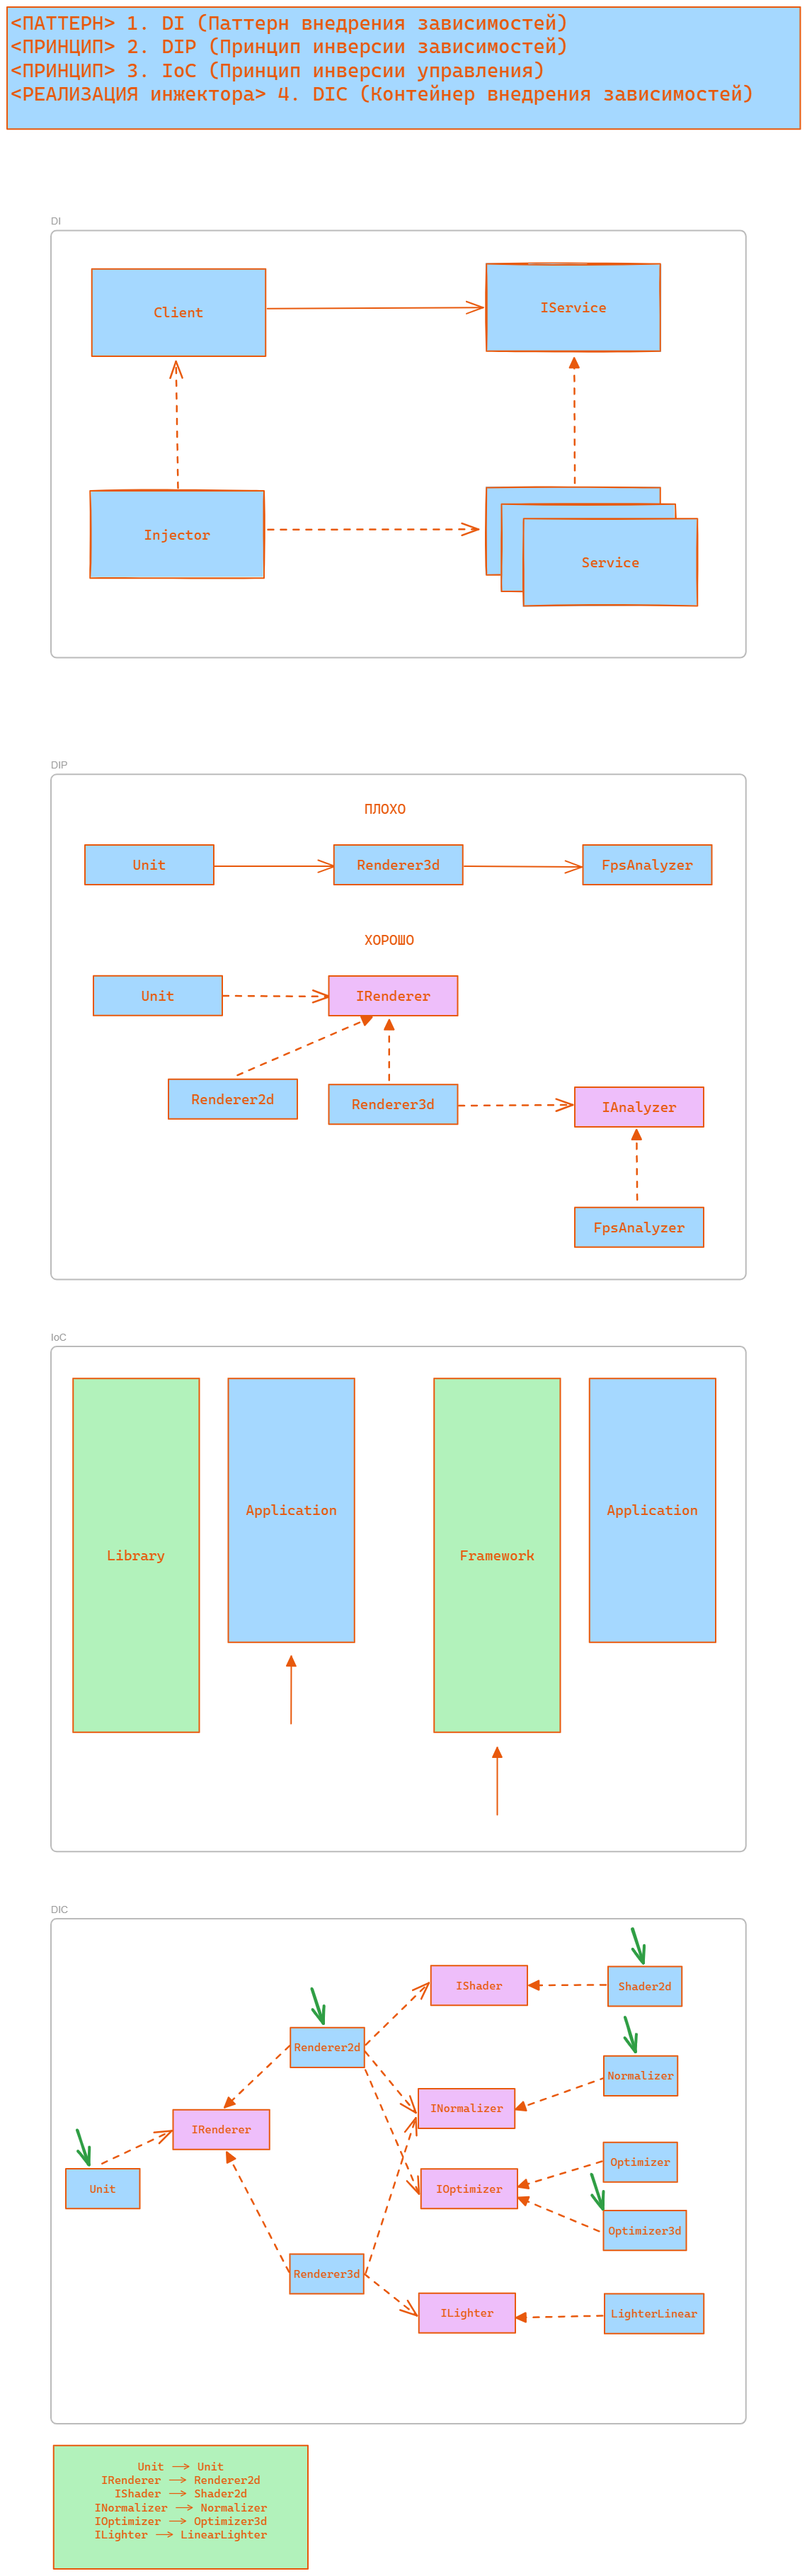 <ПАТТЕРН> 1. DI (Паттерн внедрения зависимостей)
<ПРИНЦИП> 2. DIP (Принцип инверсии зависимостей)
<ПРИНЦИП> 3. IoC (Принцип инверсии управления)
<РЕАЛИЗАЦИЯ инжектора> 4. DIC (Контейнер внедрения зависимостей)
DI
Client
IService
Injector
Service
DIP
ПЛОХО
Unit
Renderer3d
FpsAnalyzer
ХОРОШО
Unit
IRenderer
Renderer2d
Renderer3d
IAnalyzer
FpsAnalyzer
IoC
Library
Application
Framework
Application
DIC
IShader
Shader2d
Renderer2d
Normalizer
INormalizer
IRenderer
Optimizer
Unit
IOptimizer
Optimizer3d
Renderer3d
ILighter
LighterLinear
Unit —> Unit
IRenderer —> Renderer2d
IShader —> Shader2d
INormalizer —> Normalizer
IOptimizer —> Optimizer3d
ILighter —> LinearLighter